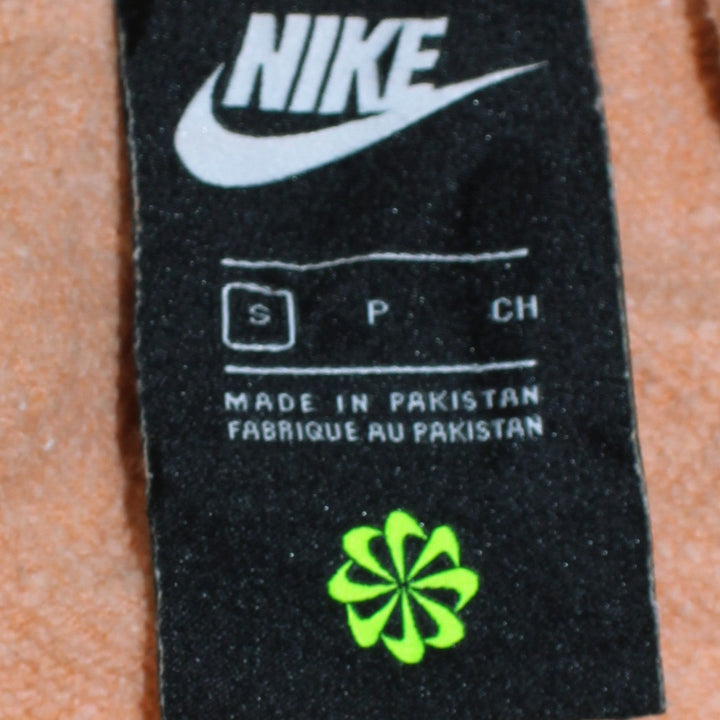 NIKE
S P CH
MADE IN PAKISTAN
FABRIQUE AU PAKISTAN